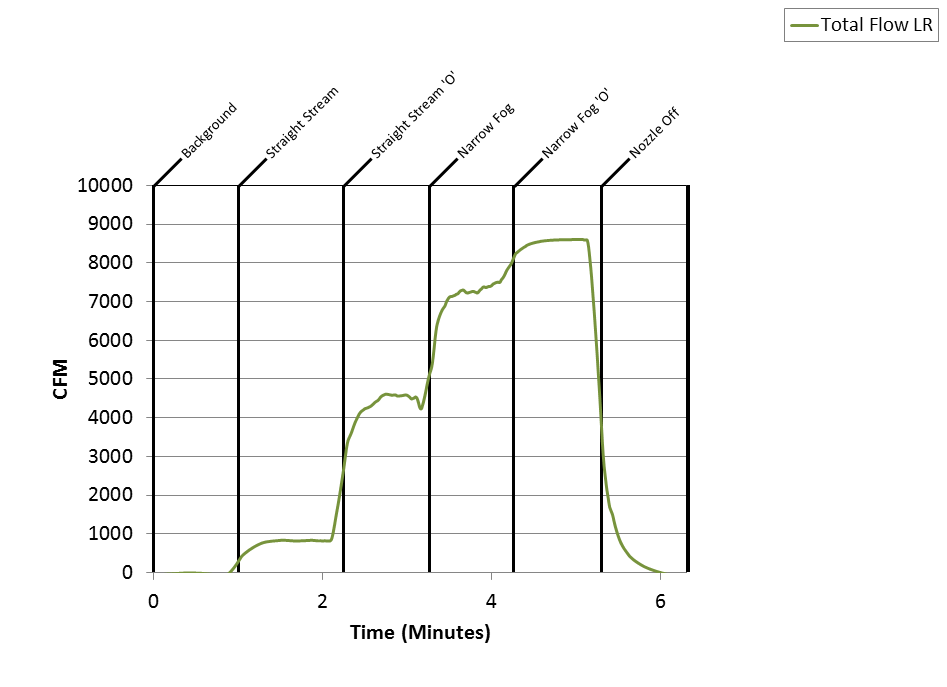 Total Flow LR
Background
Straight Stream
Straight Stream 'O'
Narrow Fog
Narrow Fog 'O'
Nozzle Off
10000
9000
8000
7000
6000
5000
4000
3000
2000
1000
0
CFM
0 2 4 6
Time (Minutes)